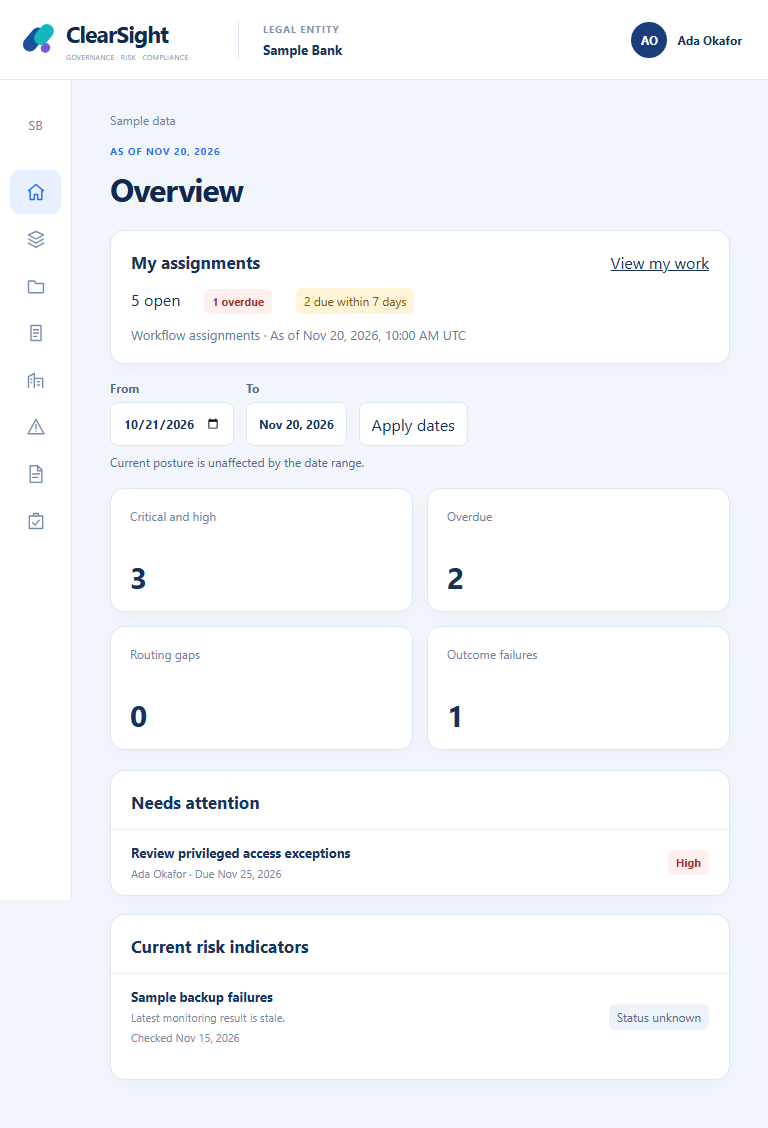 ClearSight
GOVERNANCE · RISK · COMPLIANCE
LEGAL ENTITY
Sample Bank
AO
Ada Okafor
SB
Sample data
AS OF NOV 20, 2026
Overview
My assignments
View my work
5 open
1 overdue
2 due within 7 days
Workflow assignments · As of Nov 20, 2026, 10:00 AM UTC
From
To
10/21/2026
Nov 20, 2026
Apply dates
Current posture is unaffected by the date range.
Critical and high
3
Overdue
2
Routing gaps
0
Outcome failures
1
Needs attention
Review privileged access exceptions
Ada Okafor · Due Nov 25, 2026
High
Current risk indicators
Sample backup failures
Latest monitoring result is stale.
Checked Nov 15, 2026
Status unknown